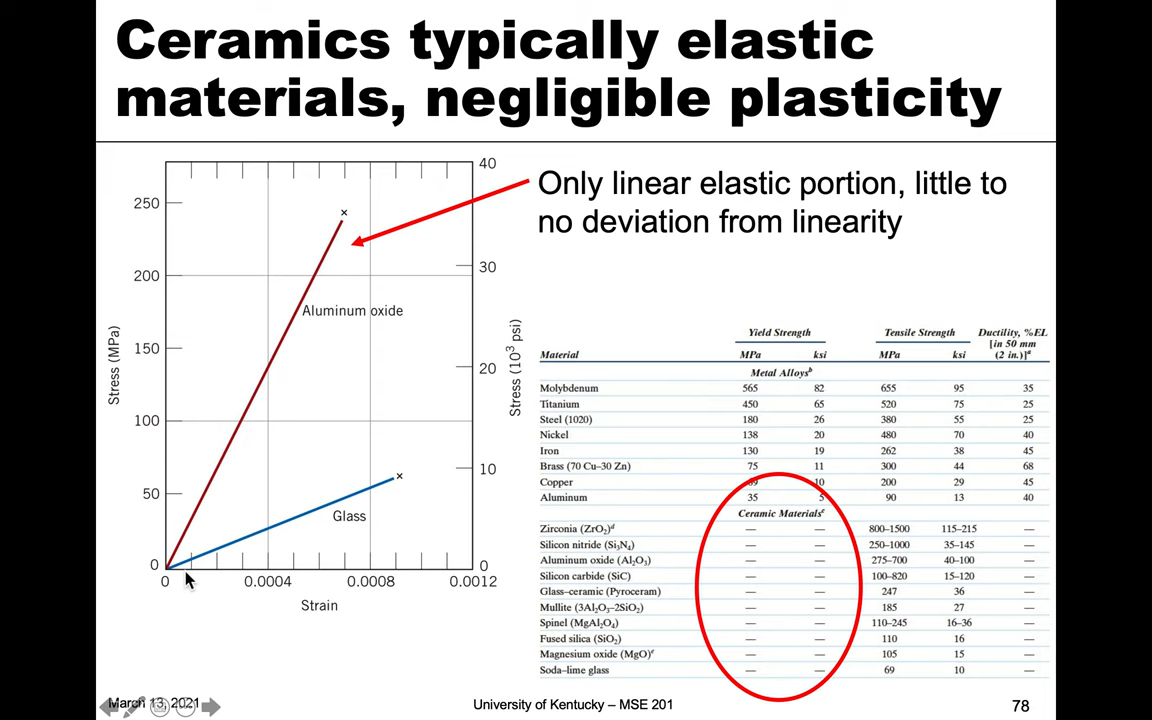 Ceramics typically elastic
materials, negligible plasticity
Only linear elastic portion, little to
no deviation from linearity
40
250
200
150
100
50
0
30
20
10
0
Stress (MPa)
Stress (10³ psi)
Aluminum oxide
Glass
0 0.0004 0.0008 0.0012
Strain
Yield Strength Tensile Strength Ductility, %EL
[in 50 mm
Material MPa ksi MPa ksi (2 in.)]ᵃ
Metal Alloysᵇ
Molybdenum 565 82 655 95 35
Titanium 450 65 520 75 25
Steel (1020) 180 26 380 55 25
Nickel 138 20 480 70 40
Iron 130 19 262 38 45
Brass (70 Cu–30 Zn) 75 11 300 44 68
Copper 10 200 29 45
Aluminum 35 5 90 13 40
Ceramic Materialsᶜ
Zirconia (ZrO₂)ᵈ — — 800–1500 115–215 —
Silicon nitride (Si₃N₄) — — 250–1000 35–145 —
Aluminum oxide (Al₂O₃) — — 275–700 40–100 —
Silicon carbide (SiC) — — 100–820 15–120 —
Glass–ceramic (Pyroceram) — — 247 36 —
Mullite (3Al₂O₃–2SiO₂) — — 185 27 —
Spinel (MgAl₂O₄) — — 110–245 16–36 —
Fused silica (SiO₂) — — 110 16 —
Magnesium oxide (MgO)ᵉ — — 105 15 —
Soda–lime glass — — 69 10 —
March 13, 2021
University of Kentucky – MSE 201
78